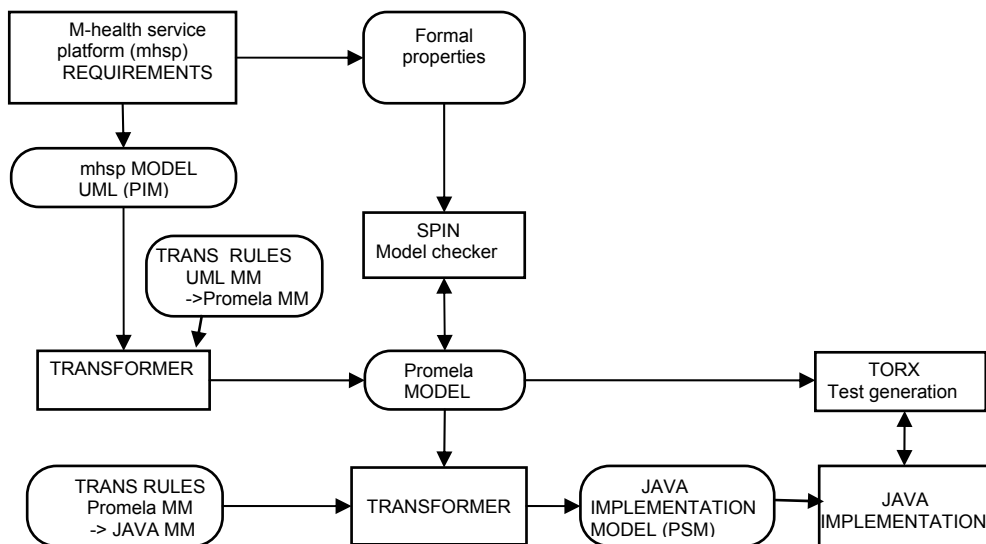 M-health service
platform (mhsp)
REQUIREMENTS
Formal
properties
mhsp MODEL
UML (PIM)
SPIN
Model checker
TRANS RULES
UML MM
->Promela MM
TRANSFORMER
Promela
MODEL
TORX
Test generation
TRANS RULES
Promela MM
-> JAVA MM
TRANSFORMER
JAVA
IMPLEMENTATION
MODEL (PSM)
JAVA
IMPLEMENTATION